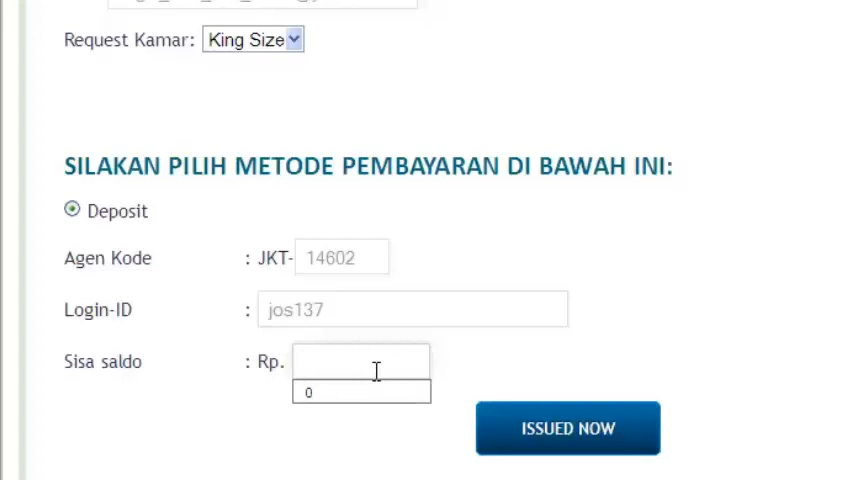 Request Kamar: King Size
SILAKAN PILIH METODE PEMBAYARAN DI BAWAH INI:
Deposit
Agen Kode : JKT- 14602
Login-ID : jos137
Sisa saldo : Rp.
0
ISSUED NOW